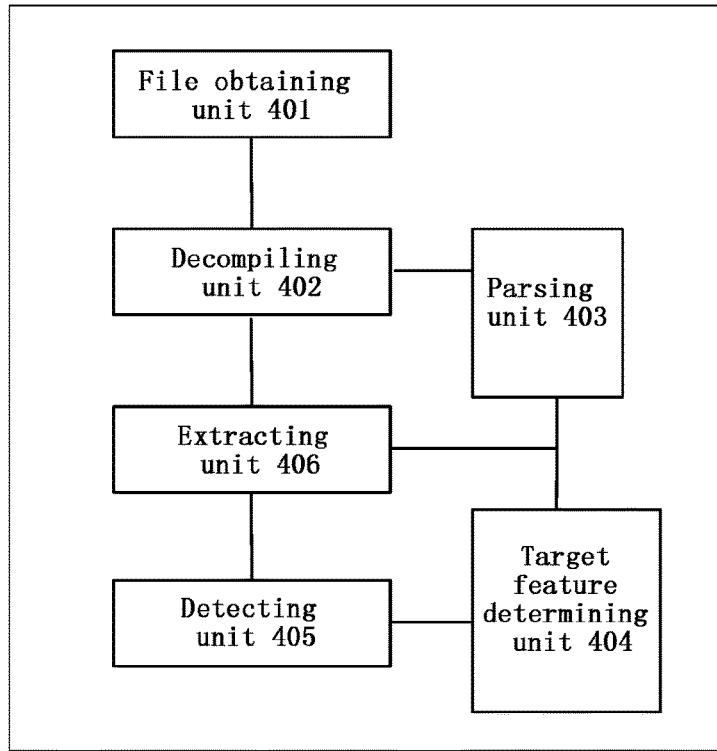 File obtaining
unit 401
Decompiling
unit 402
Parsing
unit 403
Extracting
unit 406
Target
feature
determining
unit 404
Detecting
unit 405